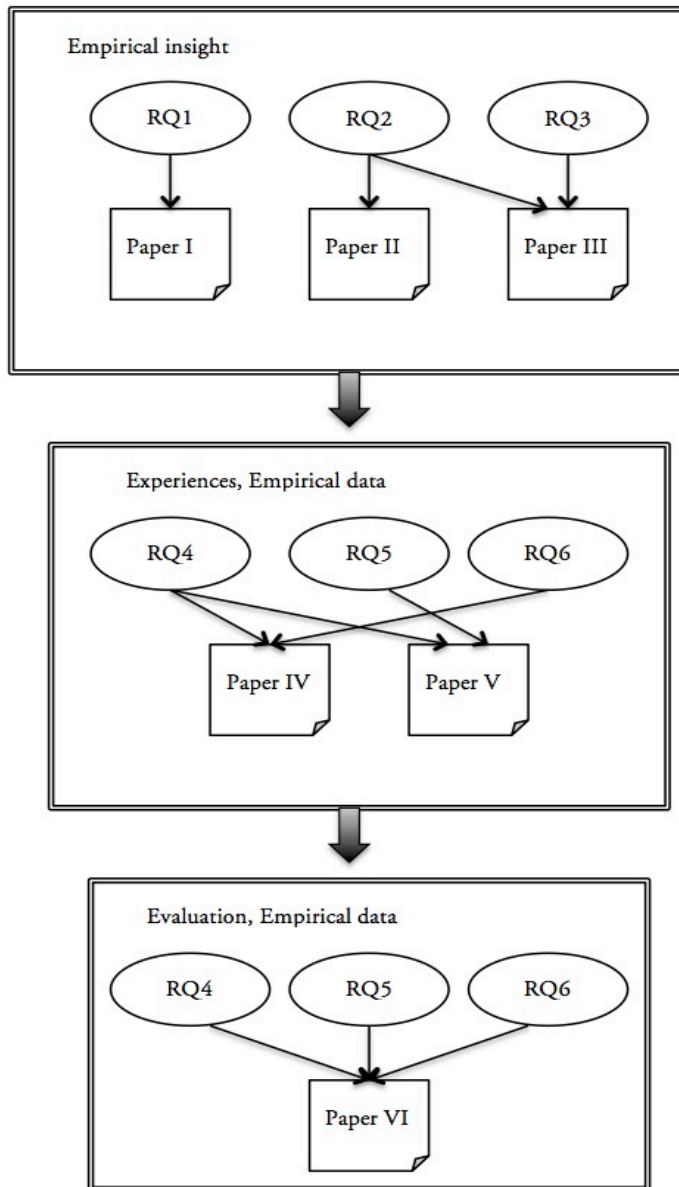 Empirical insight
RQ1
RQ2
RQ3
Paper I
Paper II
Paper III
Experiences, Empirical data
RQ4
RQ5
RQ6
Paper IV
Paper V
Evaluation, Empirical data
RQ4
RQ5
RQ6
Paper VI